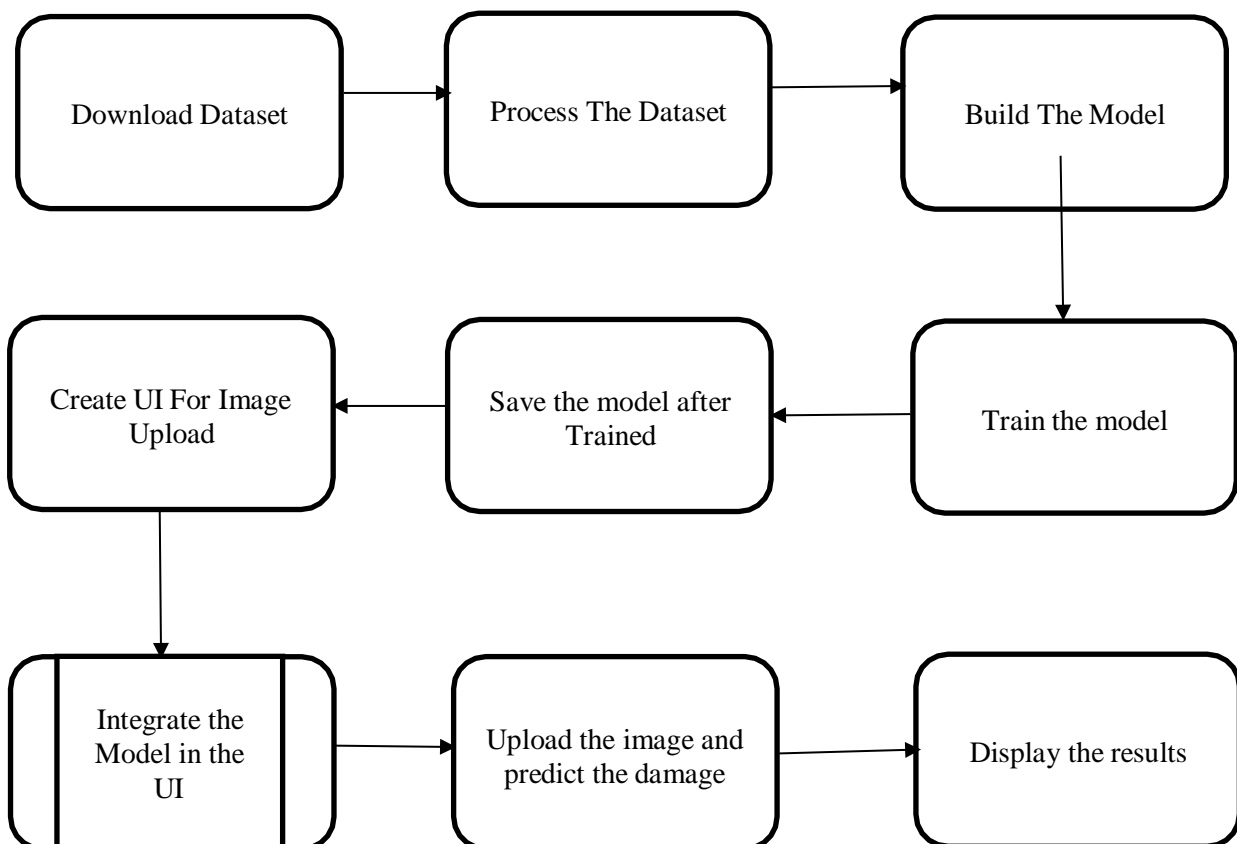 Download Dataset
Process The Dataset
Build The Model
Train the model
Save the model after
Trained
Create UI For Image
Upload
Integrate the
Model in the
UI
Upload the image and
predict the damage
Display the results